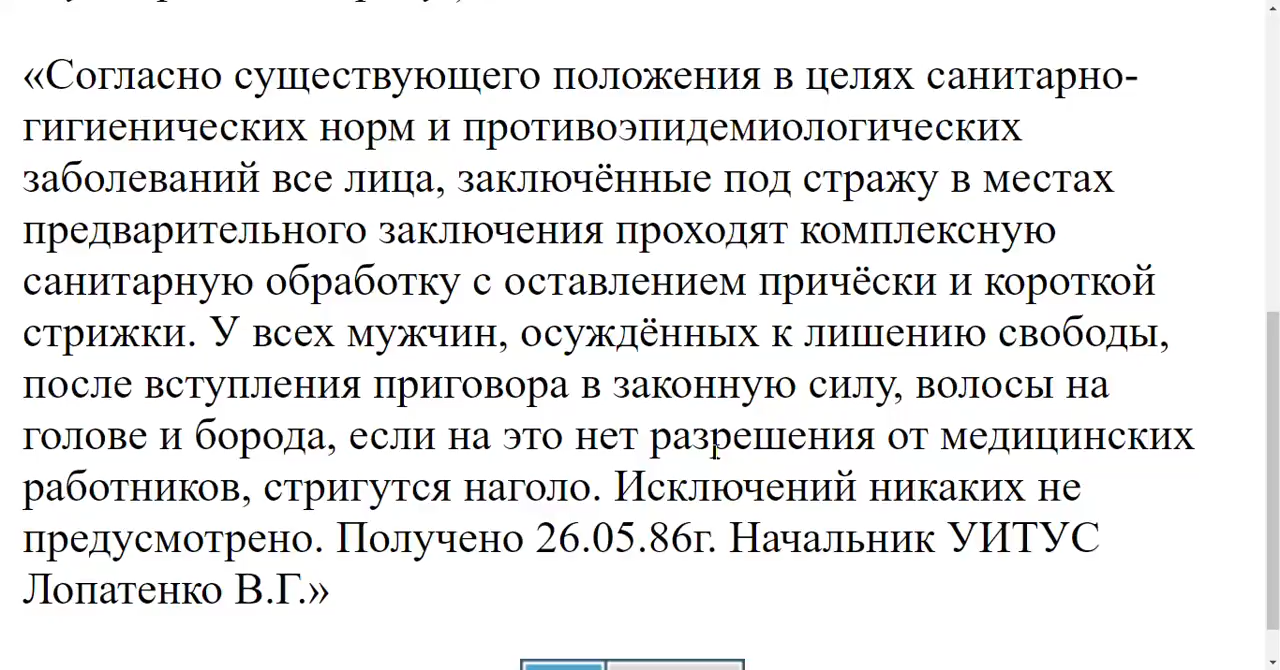 «Согласно существующего положения в целях санитарно-
гигиенических норм и противоэпидемиологических
заболеваний все лица, заключённые под стражу в местах
предварительного заключения проходят комплексную
санитарную обработку с оставлением причёски и короткой
стрижки. У всех мужчин, осуждённых к лишению свободы,
после вступления приговора в законную силу, волосы на
голове и борода, если на это нет разрешения от медицинских
работников, стригутся наголо. Исключений никаких не
предусмотрено. Получено 26.05.86г. Начальник УИТУС
Лопатенко В.Г.»